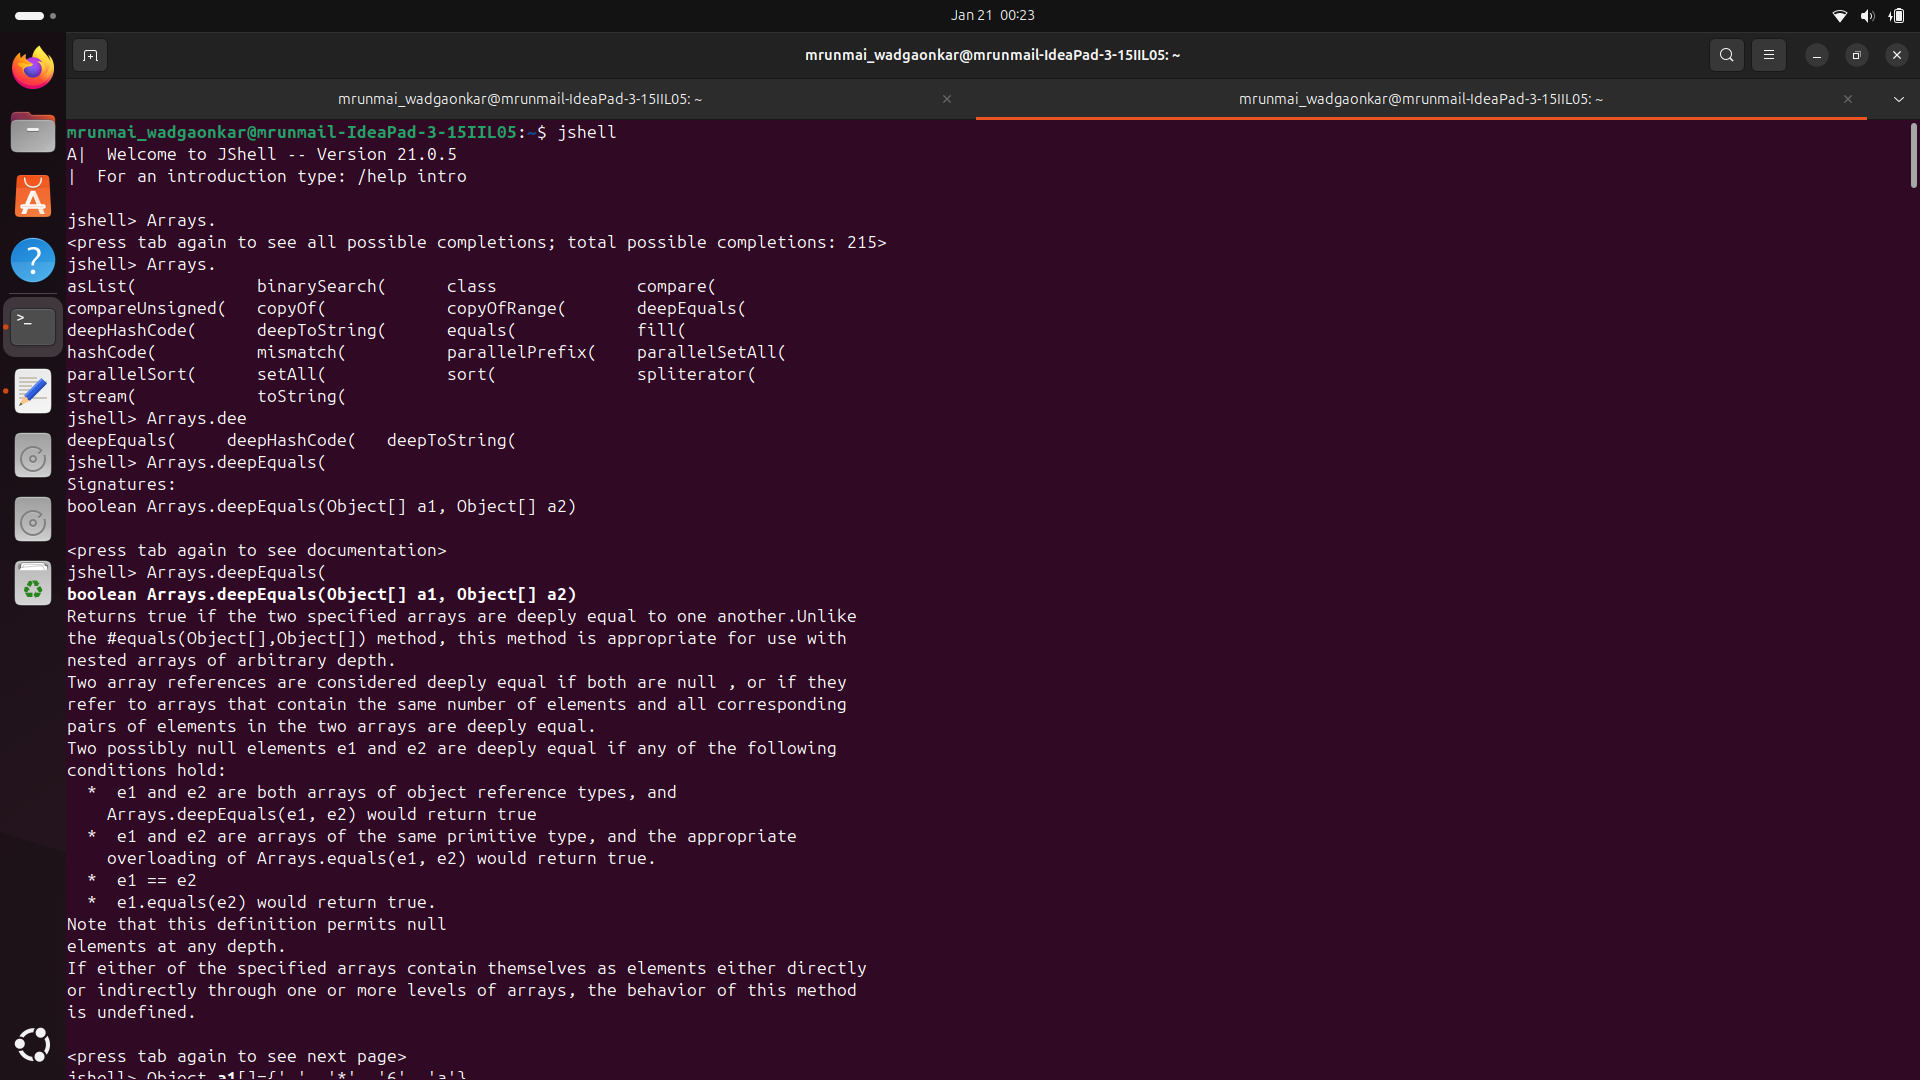 Jan 21 00:23
mrunmai_wadgaonkar@mrunmail-IdeaPad-3-15IIL05: ~
mrunmai_wadgaonkar@mrunmail-IdeaPad-3-15IIL05: ~
mrunmai_wadgaonkar@mrunmail-IdeaPad-3-15IIL05: ~
mrunmai_wadgaonkar@mrunmail-IdeaPad-3-15IIL05:~$ jshell
A|  Welcome to JShell -- Version 21.0.5
|  For an introduction type: /help intro
jshell> Arrays.
<press tab again to see all possible completions; total possible completions: 215>
jshell> Arrays.
asList(            binarySearch(      class              compare(
compareUnsigned(   copyOf(            copyOfRange(       deepEquals(
deepHashCode(      deepToString(      equals(            fill(
hashCode(          mismatch(          parallelPrefix(    parallelSetAll(
parallelSort(      setAll(            sort(              spliterator(
stream(            toString(
jshell> Arrays.dee
deepEquals(     deepHashCode(   deepToString(
jshell> Arrays.deepEquals(
Signatures:
boolean Arrays.deepEquals(Object[] a1, Object[] a2)
<press tab again to see documentation>
jshell> Arrays.deepEquals(
boolean Arrays.deepEquals(Object[] a1, Object[] a2)
Returns true if the two specified arrays are deeply equal to one another.Unlike
the #equals(Object[],Object[]) method, this method is appropriate for use with
nested arrays of arbitrary depth.
Two array references are considered deeply equal if both are null , or if they
refer to arrays that contain the same number of elements and all corresponding
pairs of elements in the two arrays are deeply equal.
Two possibly null elements e1 and e2 are deeply equal if any of the following
conditions hold:
  *  e1 and e2 are both arrays of object reference types, and
    Arrays.deepEquals(e1, e2) would return true
  *  e1 and e2 are arrays of the same primitive type, and the appropriate
    overloading of Arrays.equals(e1, e2) would return true.
  *  e1 == e2
  *  e1.equals(e2) would return true.
Note that this definition permits null
elements at any depth.
If either of the specified arrays contain themselves as elements either directly
or indirectly through one or more levels of arrays, the behavior of this method
is undefined.
<press tab again to see next page>
jshell> Object a1[]={